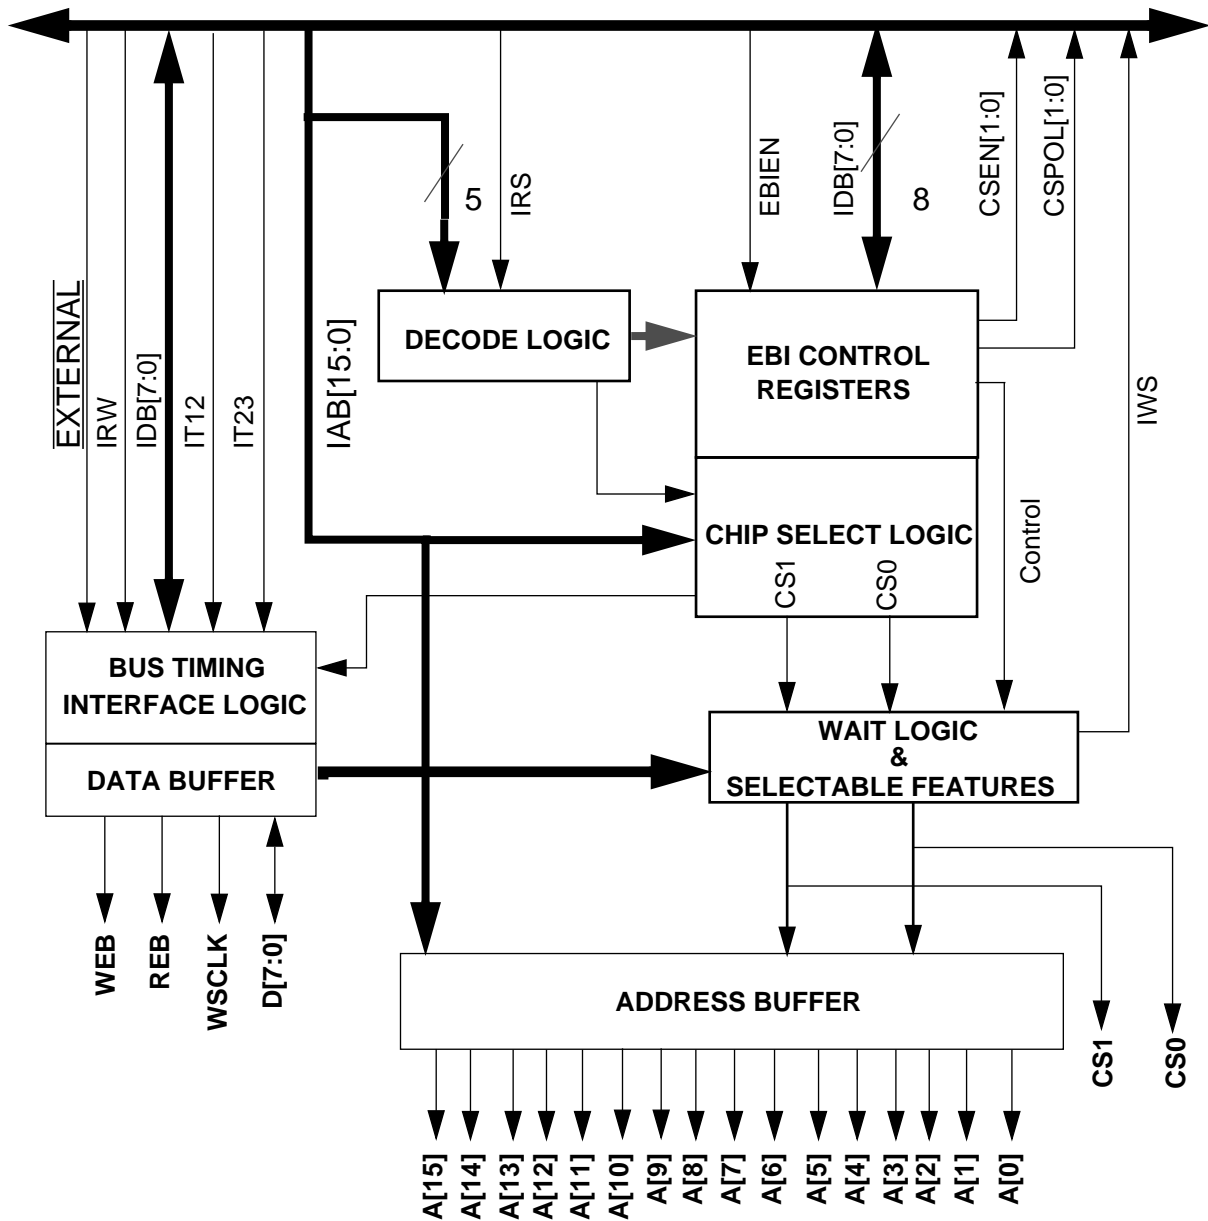 EXTERNAL
IRW
IDB[7:0]
IT12
IT23
IAB[15:0]
5
IRS
EBIEN
IDB[7:0]
8
CSEN[1:0]
CSPOL[1:0]
IWS
DECODE LOGIC
EBI CONTROL
REGISTERS
CHIP SELECT LOGIC
CS1
CS0
Control
BUS TIMING
INTERFACE LOGIC
DATA BUFFER
WAIT LOGIC
&
SELECTABLE FEATURES
WEB
REB
WSCLK
D[7:0]
ADDRESS BUFFER
CS1
CS0
A[15]
A[14]
A[13]
A[12]
A[11]
A[10]
A[9]
A[8]
A[7]
A[6]
A[5]
A[4]
A[3]
A[2]
A[1]
A[0]